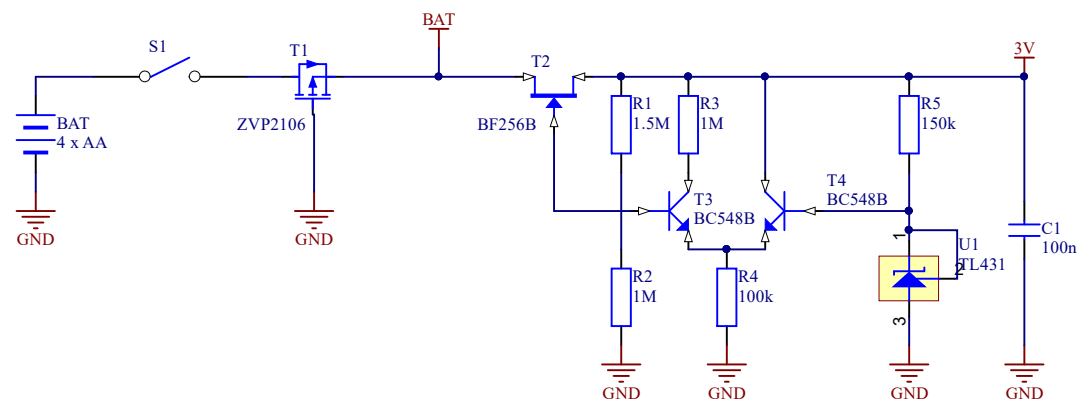 S1
T1
ZVP2106
BAT
4 x AA
GND
GND
BAT
T2
BF256B
R1
1.5M
R3
1M
T3
BC548B
T4
BC548B
R5
150k
3V
R2
1M
R4
100k
1
2
3
U1
TL431
C1
100n
GND
GND
GND
GND